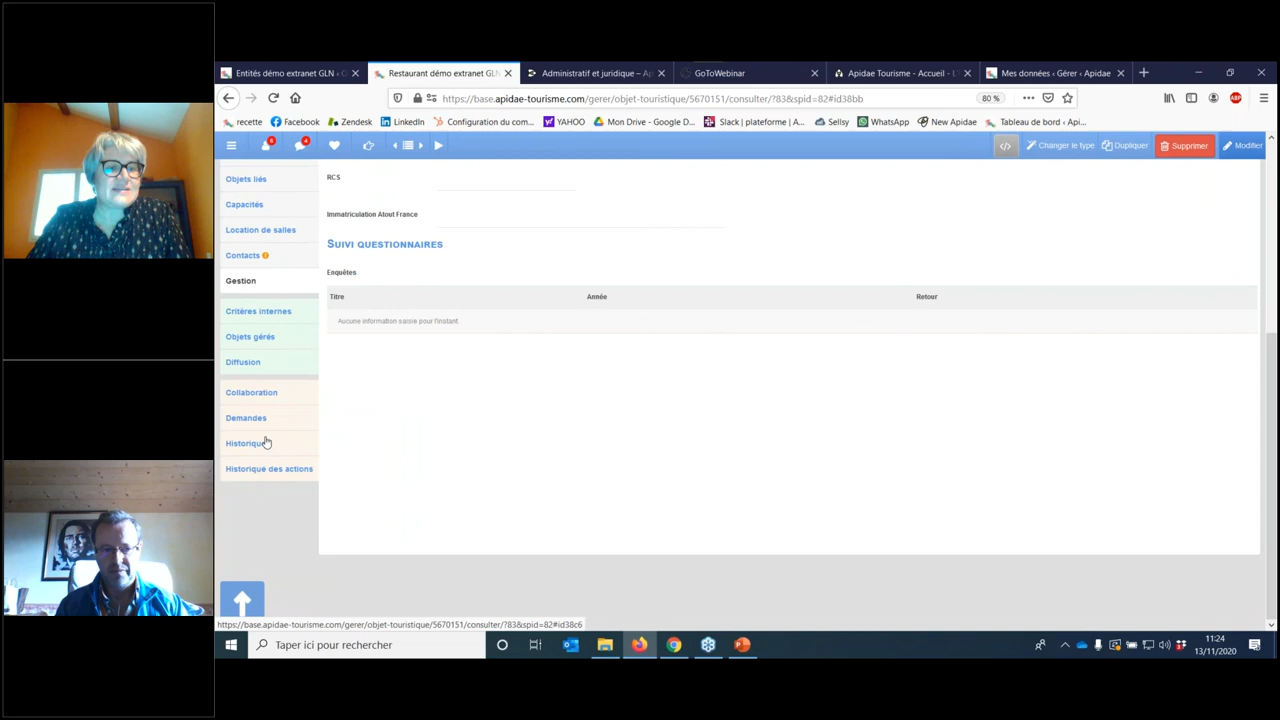 Entités démo extranet GLN
Restaurant démo extranet GLN
Administratif et juridique – Ap
GoToWebinar
Apidae Tourisme - Accueil - L'
Mes données ‹ Gérer ‹ Apidae
https://base.apidae-tourisme.com/gerer/objet-touristique/5670151/consulter/?83&spid=82#id38bb
80 %
recette
Facebook
Zendesk
LinkedIn
Configuration du com...
YAHOO
Mon Drive - Google D...
Slack | plateforme | A...
Sellsy
WhatsApp
New Apidae
Tableau de bord ‹ Api...
6
4
</>
Changer le type
Dupliquer
Supprimer
Modifier
Objets liés
Capacités
Location de salles
Contacts
Gestion
Critères internes
Objets gérés
Diffusion
Collaboration
Demandes
Historique
Historique des actions
RCS
Immatriculation Atout France
Suivi questionnaires
Enquêtes
Titre Année Retour
Aucune information saisie pour l'instant.
https://base.apidae-tourisme.com/gerer/objet-touristique/5670151/consulter/?83&spid=82#id38c6
Taper ici pour rechercher
11:24
13/11/2020